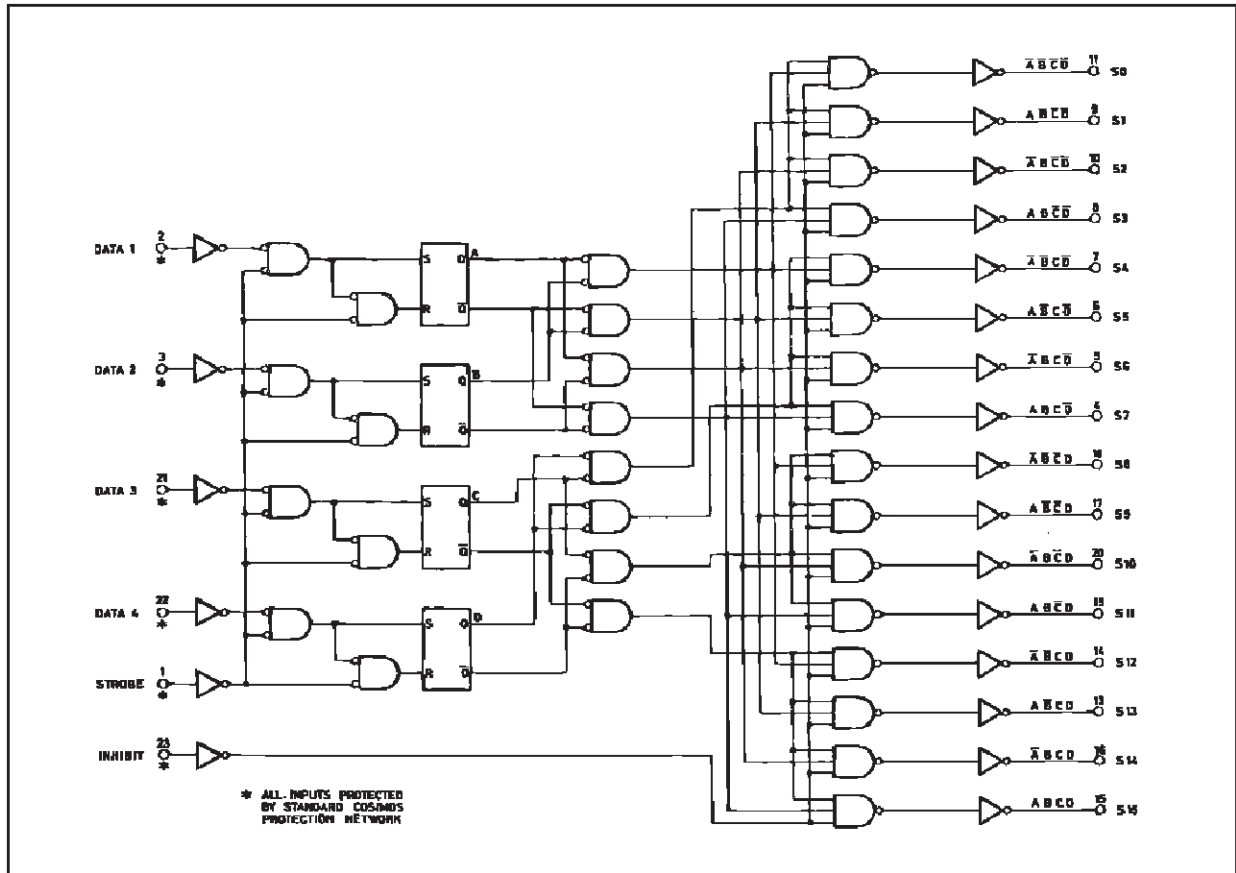 11
A̅ B̅ C̅ D̅ S0
9
A B̅ C̅ D̅ S1
10
A̅ B C̅ D̅ S2
8
A B C̅ D̅ S3
2
DATA 1 *
S A Q
R Q̅
7
A̅ B̅ C D̅ S4
6
A B̅ C D̅ S5
3
DATA 2 *
S B Q
R Q̅
5
A̅ B C D̅ S6
4
A B C D̅ S7
21
DATA 3 *
S C Q
R Q̅
18
A̅ B̅ C̅ D S8
17
A B̅ C̅ D S9
20
A̅ B C̅ D S10
22
DATA 4 *
S D Q
R Q̅
19
A B C̅ D S11
1
STROBE *
14
A̅ B̅ C D S12
13
A B̅ C D S13
23
INHIBIT *
16
A̅ B C D S14
15
A B C D S15
* ALL INPUTS PROTECTED
BY STANDARD COS/MOS
PROTECTION NETWORK